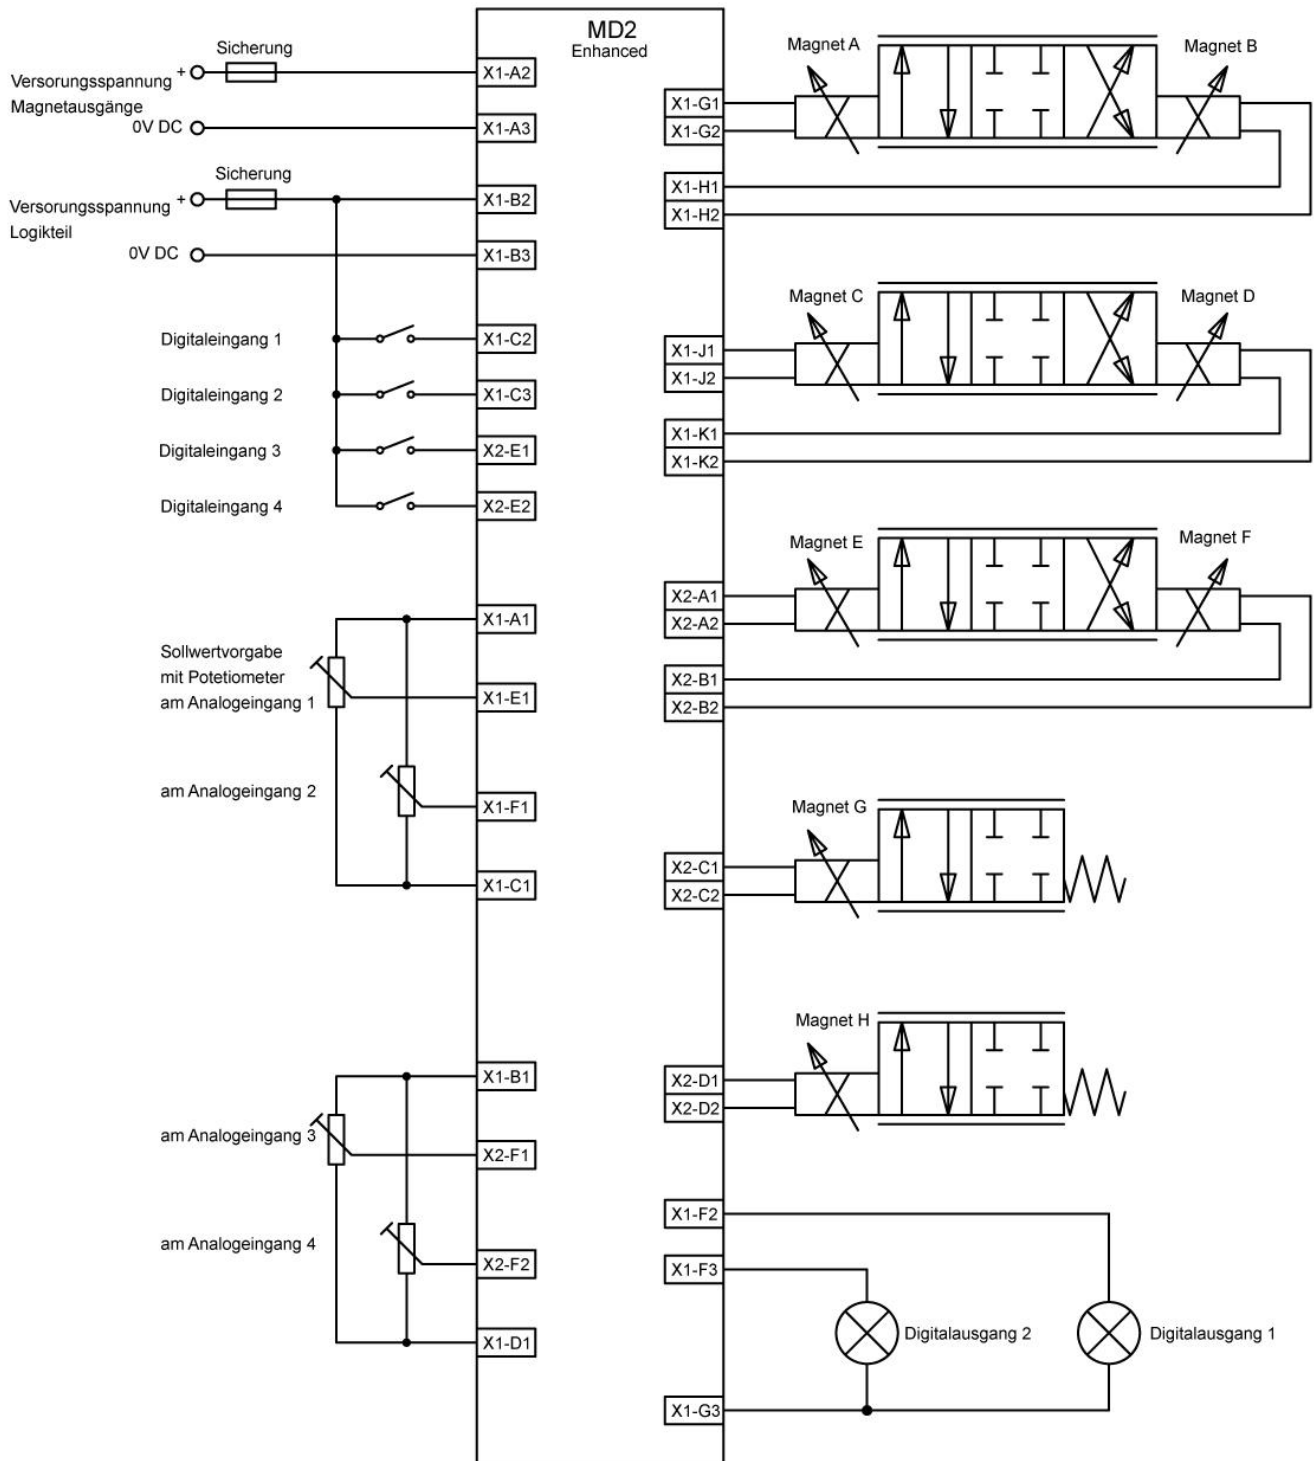 MD2
Enhanced
Sicherung
Versorungsspannung +
Magnetausgänge
0V DC
X1-A2
X1-A3
Sicherung
Versorungsspannung +
Logikteil
0V DC
X1-B2
X1-B3
Digitaleingang 1
X1-C2
Digitaleingang 2
X1-C3
Digitaleingang 3
X2-E1
Digitaleingang 4
X2-E2
X1-A1
Sollwertvorgabe
mit Potetiometer
am Analogeingang 1
X1-E1
am Analogeingang 2
X1-F1
X1-C1
X1-B1
am Analogeingang 3
X2-F1
am Analogeingang 4
X2-F2
X1-D1
Magnet A
Magnet B
X1-G1
X1-G2
X1-H1
X1-H2
Magnet C
Magnet D
X1-J1
X1-J2
X1-K1
X1-K2
Magnet E
Magnet F
X2-A1
X2-A2
X2-B1
X2-B2
Magnet G
X2-C1
X2-C2
Magnet H
X2-D1
X2-D2
X1-F2
X1-F3
Digitalausgang 2
Digitalausgang 1
X1-G3